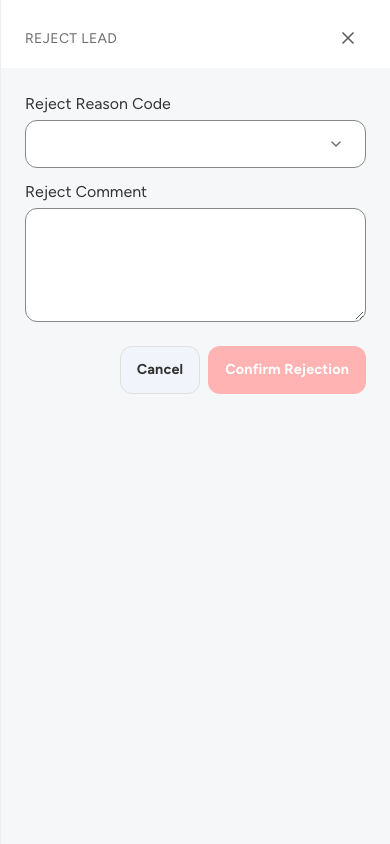 REJECT LEAD
Reject Reason Code
Reject Comment
Cancel
Confirm Rejection